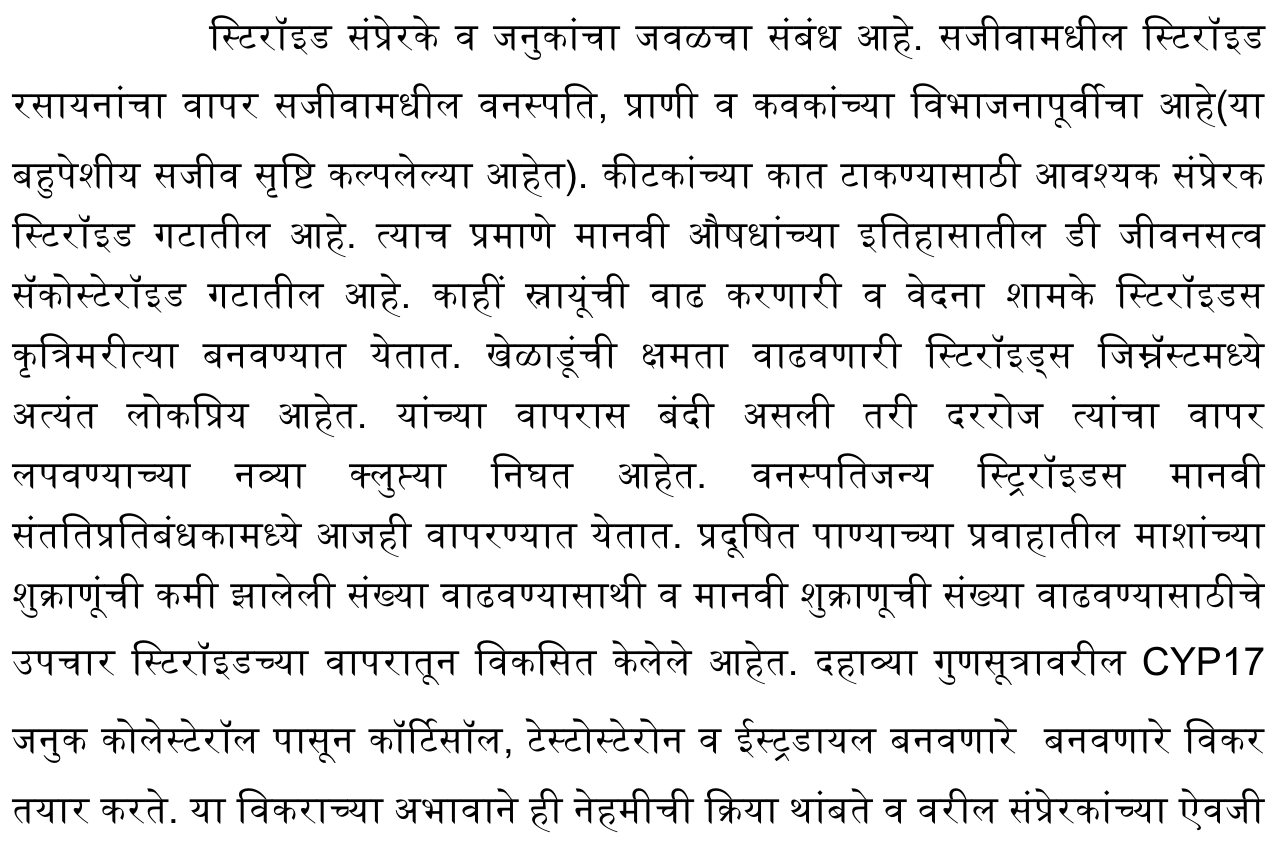 स्टिरॉइड संप्रेरके व जनुकांचा जवळचा संबंध आहे. सजीवामधील स्टिरॉइड
रसायनांचा वापर सजीवामधील वनस्पति, प्राणी व कवकांच्या विभाजनापूर्वीचा आहे(या
बहुपेशीय सजीव सृष्टि कल्पलेल्या आहेत). कीटकांच्या कात टाकण्यासाठी आवश्यक संप्रेरक
स्टिरॉइड गटातील आहे. त्याच प्रमाणे मानवी औषधांच्या इतिहासातील डी जीवनसत्व
सॅकोस्टेरॉइड गटातील आहे. काहीं स्नायूंची वाढ करणारी व वेदना शामके स्टिरॉइडस
कृत्रिमरीत्या बनवण्यात येतात. खेळाडूंची क्षमता वाढवणारी स्टिरॉइड्स जिम्नॅस्टमध्ये
अत्यंत लोकप्रिय आहेत. यांच्या वापरास बंदी असली तरी दररोज त्यांचा वापर
लपवण्याच्या नव्या क्लुप्त्या निघत आहेत. वनस्पतिजन्य स्ट्रिरॉइडस मानवी
संततिप्रतिबंधकामध्ये आजही वापरण्यात येतात. प्रदूषित पाण्याच्या प्रवाहातील माशांच्या
शुक्राणूंची कमी झालेली संख्या वाढवण्यासाथी व मानवी शुक्राणूची संख्या वाढवण्यासाठीचे
उपचार स्टिरॉइडच्या वापरातून विकसित केलेले आहेत. दहाव्या गुणसूत्रावरील CYP17
जनुक कोलेस्टेरॉल पासून कॉर्टिसॉल, टेस्टोस्टेरोन व ईस्ट्रडायल बनवणारे बनवणारे विकर
तयार करते. या विकराच्या अभावाने ही नेहमीची क्रिया थांबते व वरील संप्रेरकांच्या ऐवजी